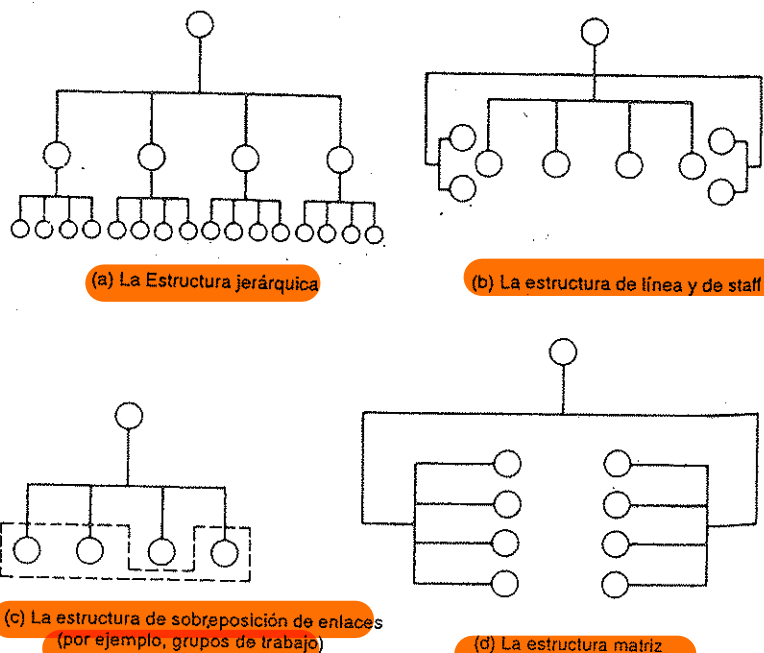 (a) La Estructura jerárquica
(b) La estructura de línea y de staff
(c) La estructura de sobreposición de enlaces
(por ejemplo, grupos de trabajo)
(d) La estructura matriz